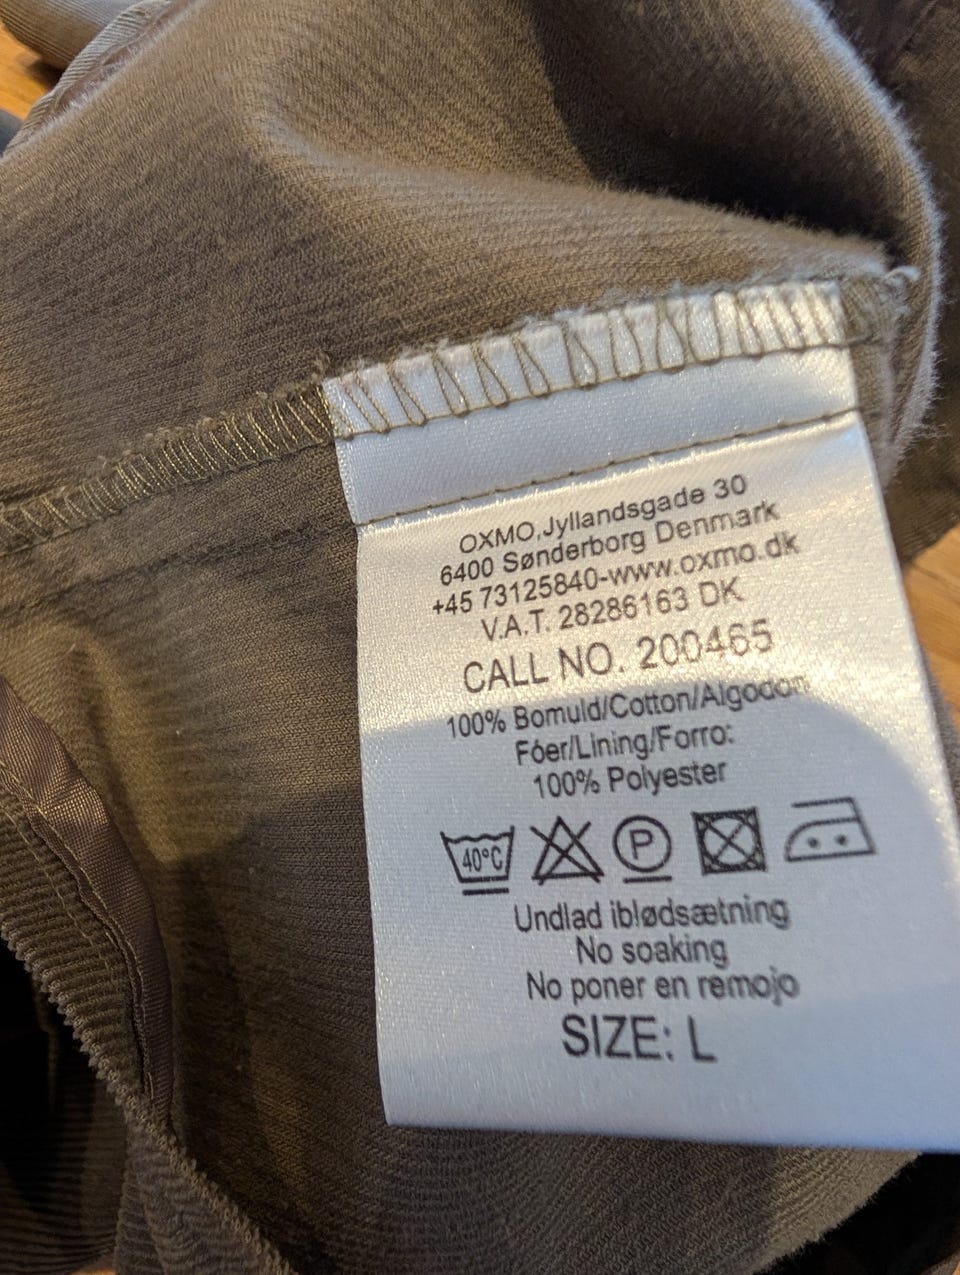 OXMO,Jyllandsgade 30
6400 Sønderborg Denmark
+45 73125840-www.oxmo.dk
V.A.T. 28286163 DK
CALL NO. 200465
100% Bomuld/Cotton/Algodon
Fóer/Lining/Forro:
100% Polyester
40°C P
Undlad iblødsætning
No soaking
No poner en remojo
SIZE: L